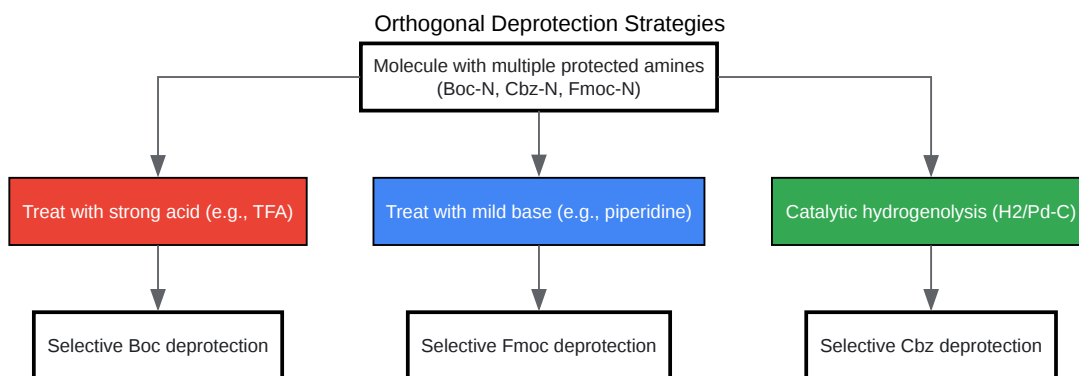 Orthogonal Deprotection Strategies
Molecule with multiple protected amines
(Boc-N, Cbz-N, Fmoc-N)
Treat with strong acid (e.g., TFA)
Treat with mild base (e.g., piperidine)
Catalytic hydrogenolysis (H2/Pd-C)
Selective Boc deprotection
Selective Fmoc deprotection
Selective Cbz deprotection